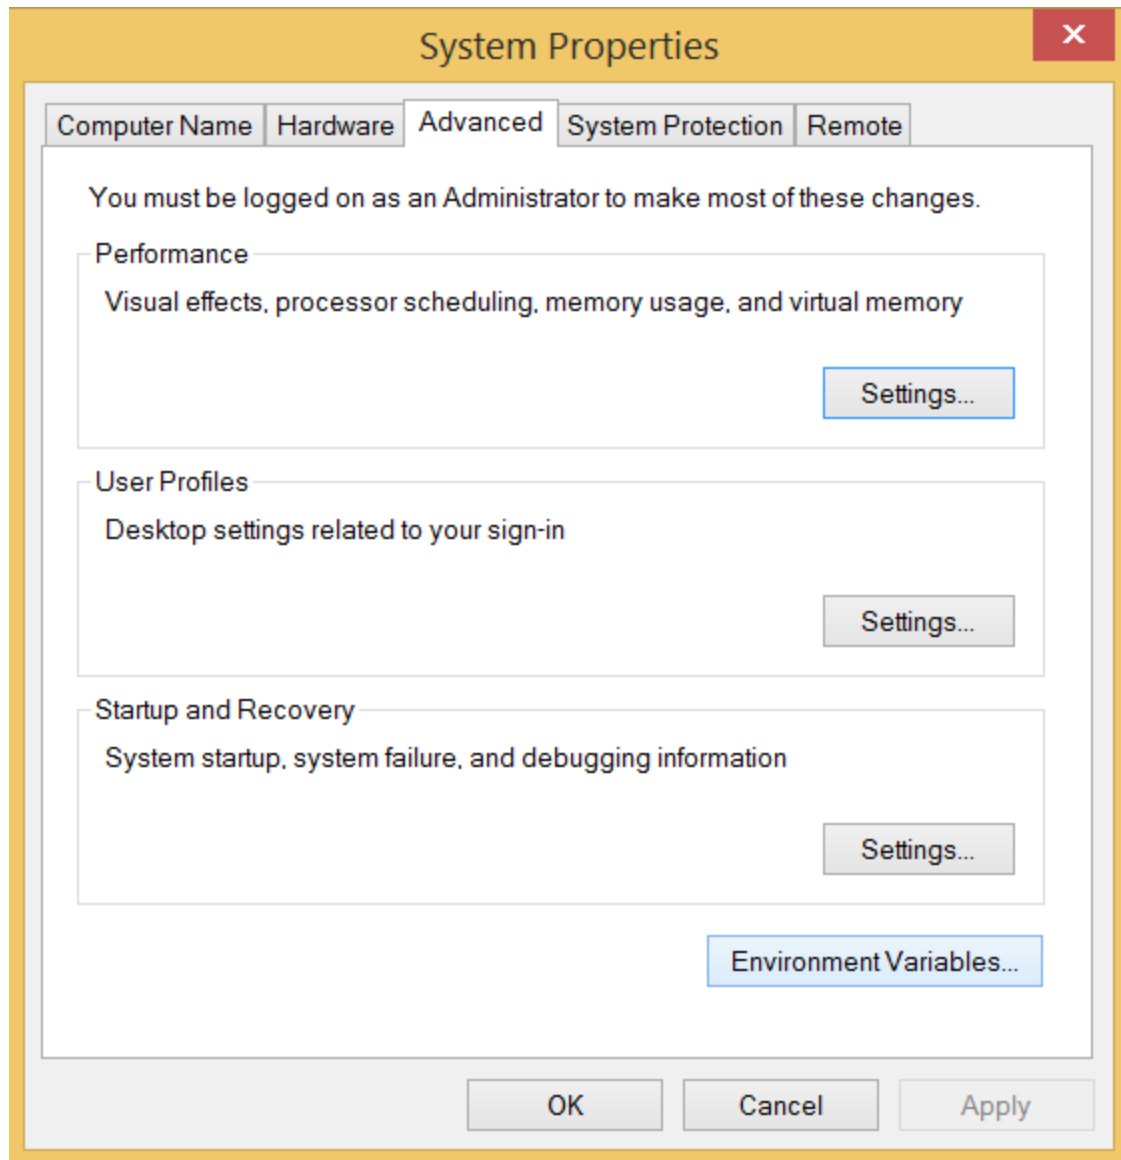 System Properties
Computer Name
Hardware
Advanced
System Protection
Remote
You must be logged on as an Administrator to make most of these changes.
Performance
Visual effects, processor scheduling, memory usage, and virtual memory
Settings...
User Profiles
Desktop settings related to your sign-in
Settings...
Startup and Recovery
System startup, system failure, and debugging information
Settings...
Environment Variables...
OK
Cancel
Apply